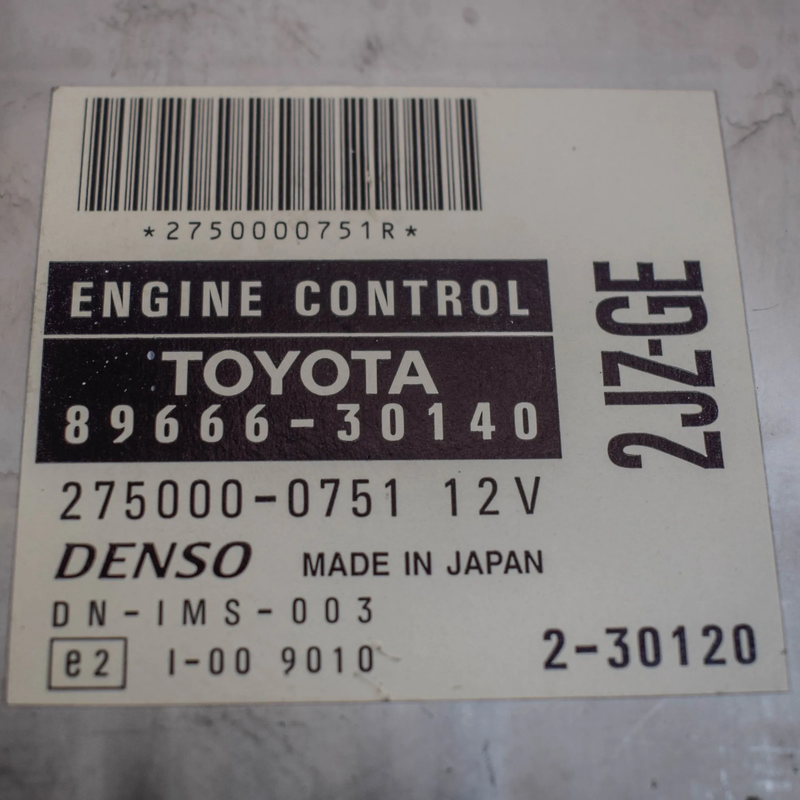 *2750000751R*
ENGINE CONTROL
TOYOTA
89666-30140
2JZ-GE
275000-0751 12V
DENSO MADE IN JAPAN
DN-IMS-003
e2 I-00 9010
2-30120